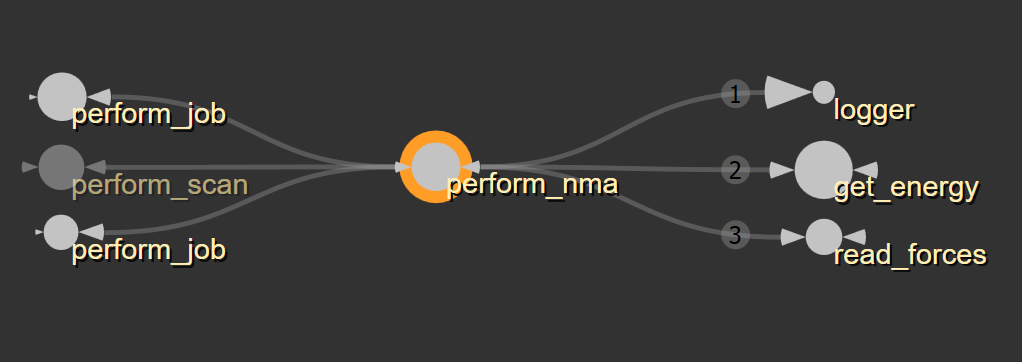 perform_job
perform_scan
perform_job
perform_nma
1
logger
2
get_energy
3
read_forces